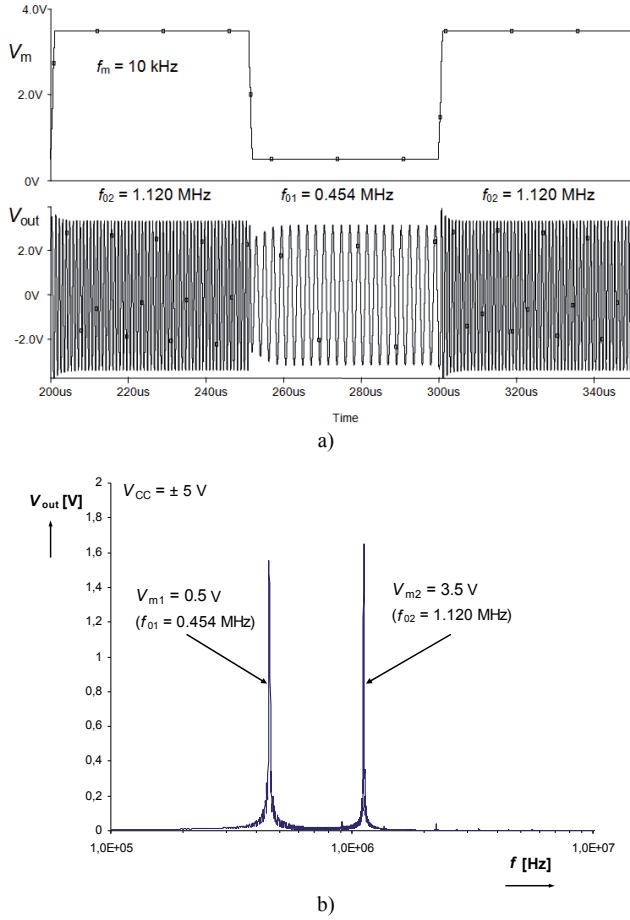 4.0V
Vm
fm = 10 kHz
2.0V
0V
f02 = 1.120 MHz f01 = 0.454 MHz f02 = 1.120 MHz
Vout
2.0V
0V
-2.0V
200us 220us 240us 260us 280us 300us 320us 340us
Time
a)
2
Vout [V]
VCC = ± 5 V
1,8
1,6
1,4
Vm1 = 0.5 V
(f01 = 0.454 MHz)
Vm2 = 3.5 V
(f02 = 1.120 MHz)
1,2
1
0,8
0,6
0,4
0,2
0
1,0E+05 1,0E+06 1,0E+07
f [Hz]
b)